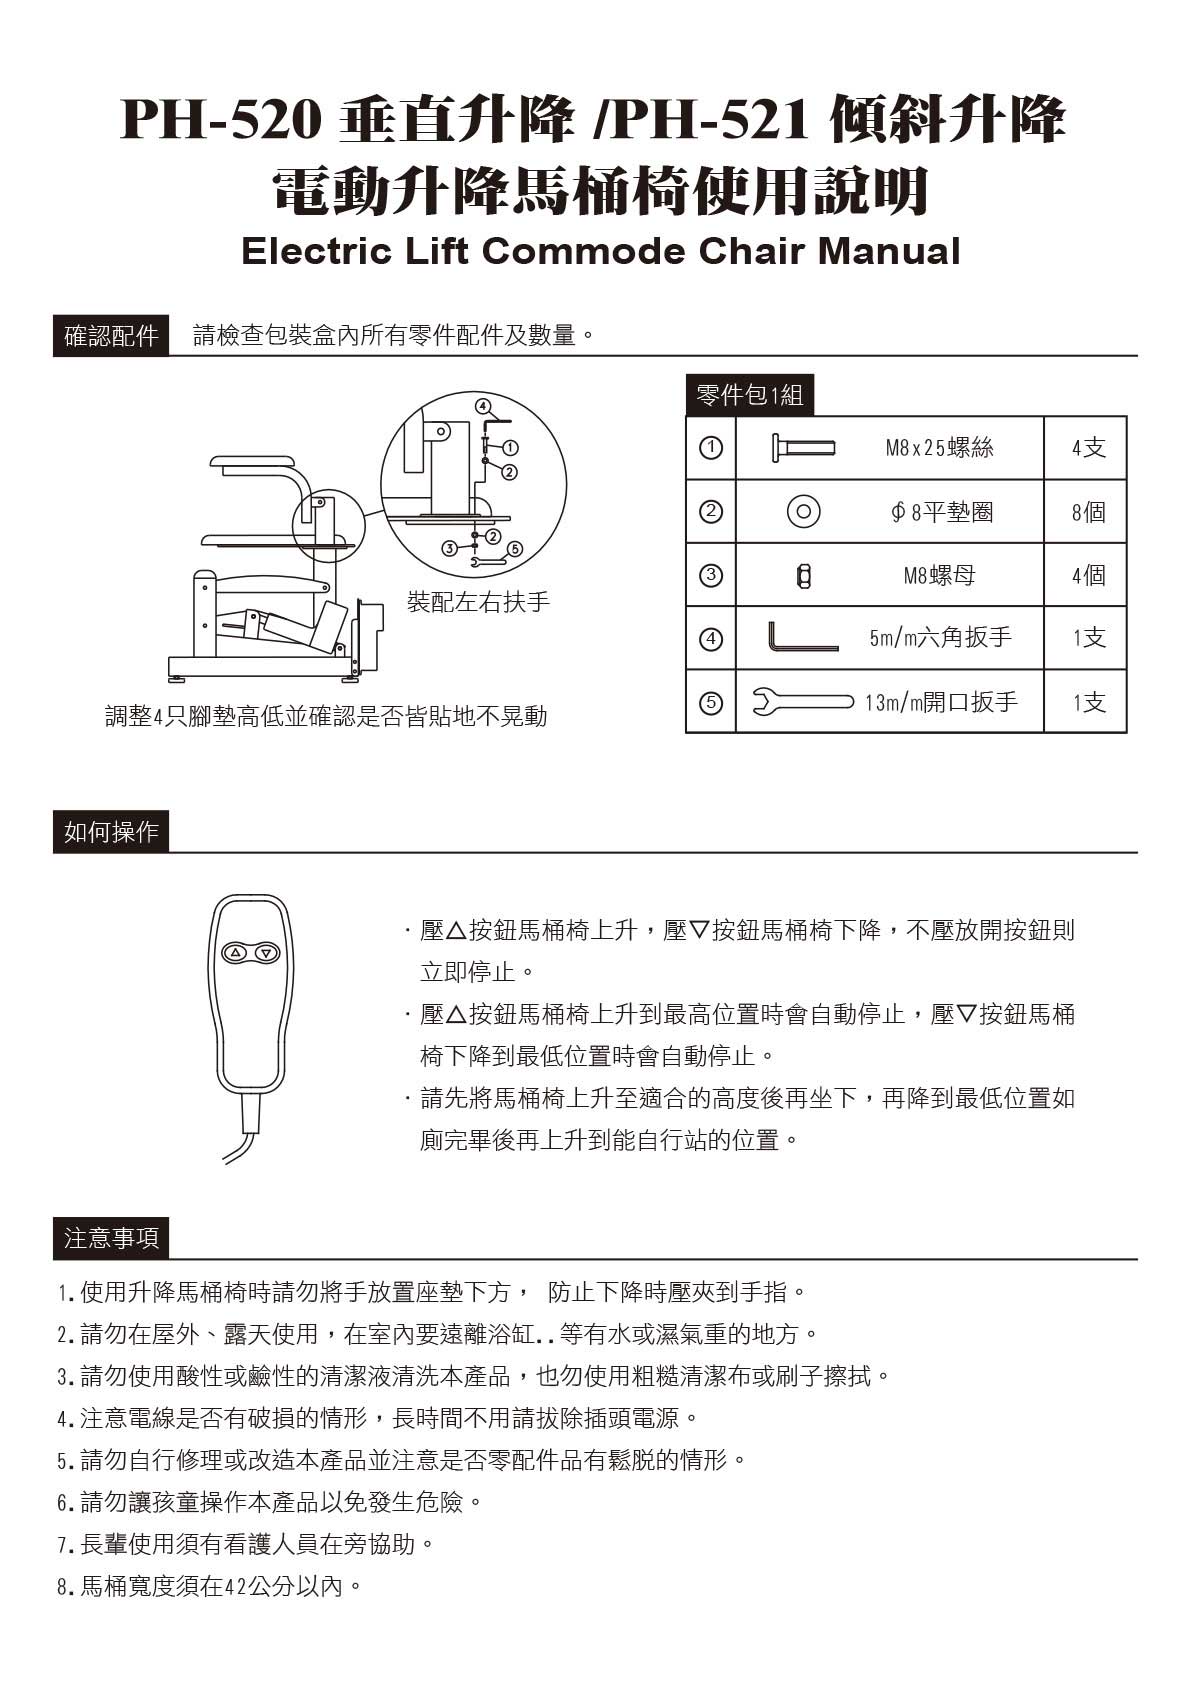 PH-520 垂直升降 /PH-521 傾斜升降
電動升降馬桶椅使用說明
Electric Lift Commode Chair Manual
確認配件 請檢查包裝盒內所有零件配件及數量。
④
①
②
②
③ ⑤
裝配左右扶手
調整4只腳墊高低並確認是否皆貼地不晃動
零件包1組
① M8x25螺絲 4支
② ∮8平墊圈 8個
③ M8螺母 4個
④ 5m/m六角扳手 1支
⑤ 13m/m開口扳手 1支
如何操作
·壓△按鈕馬桶椅上升，壓▽按鈕馬桶椅下降，不壓放開按鈕則
立即停止。
·壓△按鈕馬桶椅上升到最高位置時會自動停止，壓▽按鈕馬桶
椅下降到最低位置時會自動停止。
·請先將馬桶椅上升至適合的高度後再坐下，再降到最低位置如
廁完畢後再上升到能自行站的位置。
注意事項
1.使用升降馬桶椅時請勿將手放置座墊下方， 防止下降時壓夾到手指。
2.請勿在屋外、露天使用，在室內要遠離浴缸..等有水或濕氣重的地方。
3.請勿使用酸性或鹼性的清潔液清洗本產品，也勿使用粗糙清潔布或刷子擦拭。
4.注意電線是否有破損的情形，長時間不用請拔除插頭電源。
5.請勿自行修理或改造本產品並注意是否零配件品有鬆脫的情形。
6.請勿讓孩童操作本產品以免發生危險。
7.長輩使用須有看護人員在旁協助。
8.馬桶寬度須在42公分以內。